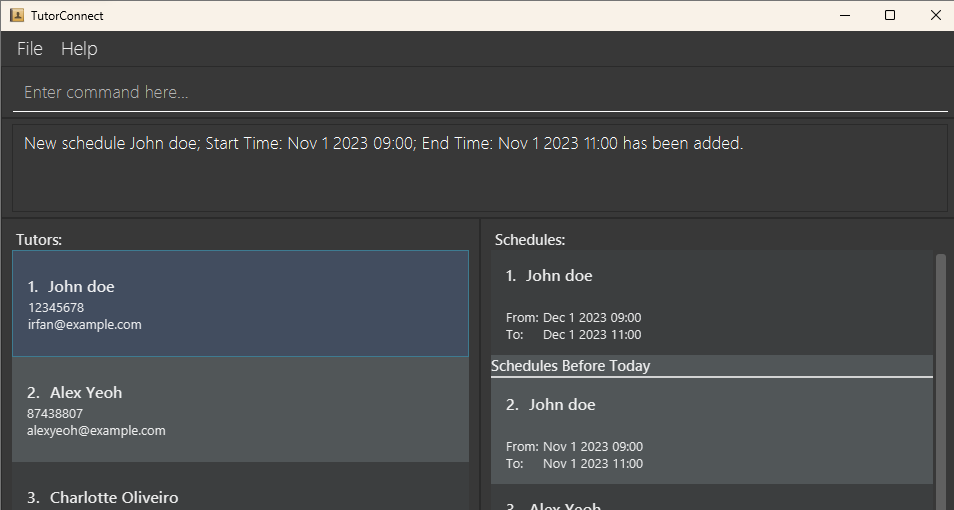 TutorConnect
File Help
Enter command here...
New schedule John doe; Start Time: Nov 1 2023 09:00; End Time: Nov 1 2023 11:00 has been added.
Tutors:
1. John doe
12345678
irfan@example.com
2. Alex Yeoh
87438807
alexyeoh@example.com
3. Charlotte Oliveiro
Schedules:
1. John doe
From: Dec 1 2023 09:00
To: Dec 1 2023 11:00
Schedules Before Today
2. John doe
From: Nov 1 2023 09:00
To: Nov 1 2023 11:00
3. Alex Yeoh